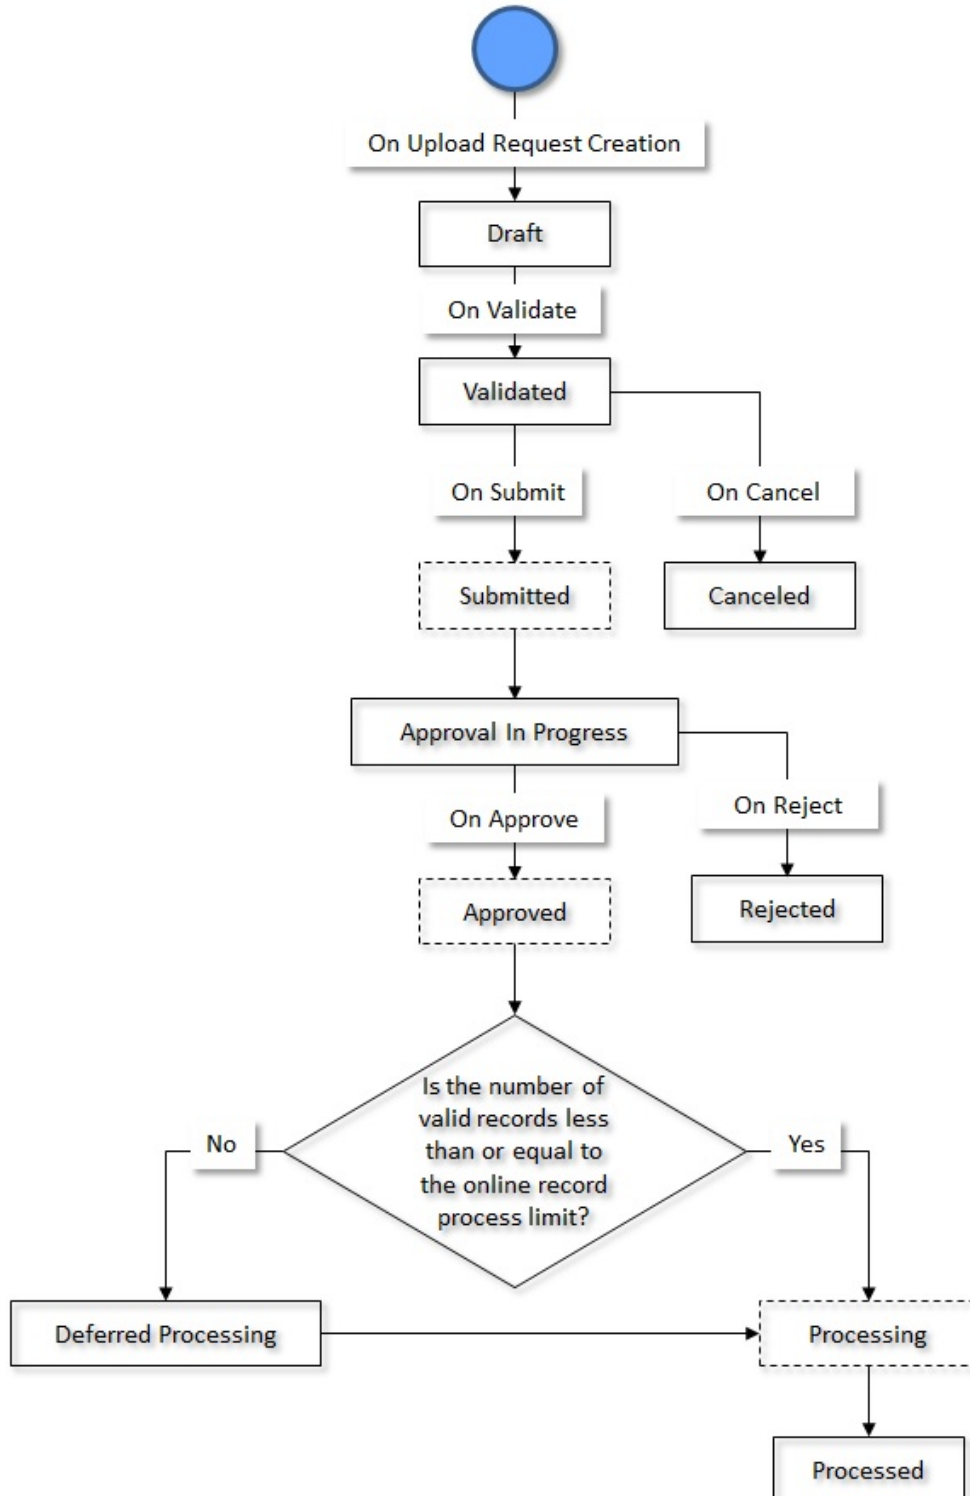 On Upload Request Creation
Draft
On Validate
Validated
On Submit
On Cancel
Submitted
Canceled
Approval In Progress
On Approve
On Reject
Approved
Rejected
Is the number of
valid records less
than or equal to
the online record
process limit?
No
Yes
Deferred Processing
Processing
Processed